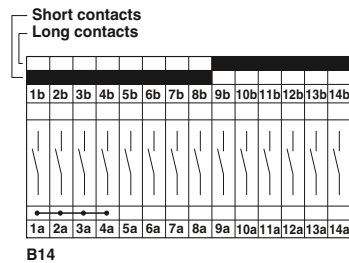 Short contacts
Long contacts
1b 2b 3b 4b 5b 6b 7b 8b 9b 10b 11b 12b 13b 14b
1a 2a 3a 4a 5a 6a 7a 8a 9a 10a 11a 12a 13a 14a
B14